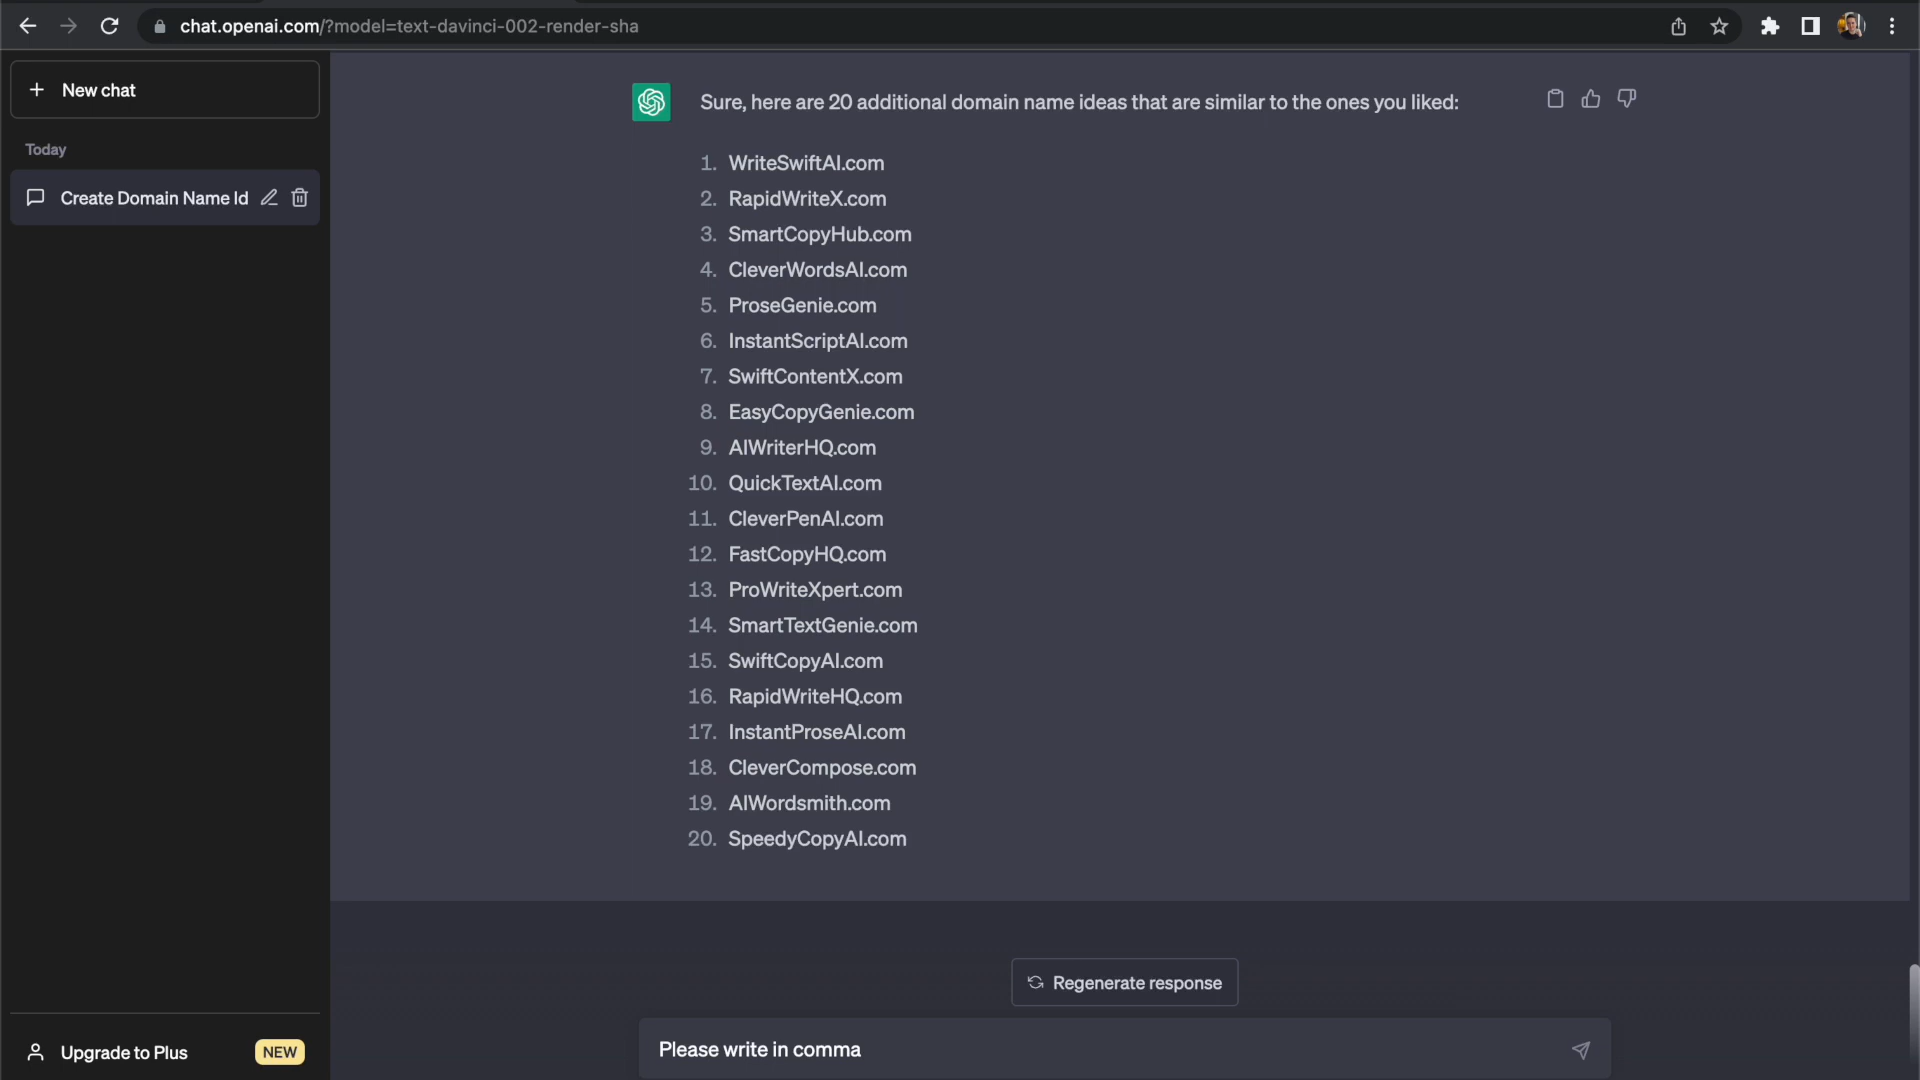 chat.openai.com/?model=text-davinci-002-render-sha
New chat
Today
Create Domain Name Id
Sure, here are 20 additional domain name ideas that are similar to the ones you liked:
1. WriteSwiftAI.com
2. RapidWriteX.com
3. SmartCopyHub.com
4. CleverWordsAI.com
5. ProseGenie.com
6. InstantScriptAI.com
7. SwiftContentX.com
8. EasyCopyGenie.com
9. AIWriterHQ.com
10. QuickTextAI.com
11. CleverPenAI.com
12. FastCopyHQ.com
13. ProWriteXpert.com
14. SmartTextGenie.com
15. SwiftCopyAI.com
16. RapidWriteHQ.com
17. InstantProseAI.com
18. CleverCompose.com
19. AIWordsmith.com
20. SpeedyCopyAI.com
Regenerate response
Please write in comma
Upgrade to Plus NEW